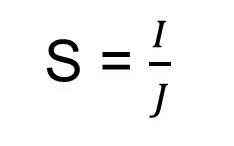 S = I/J